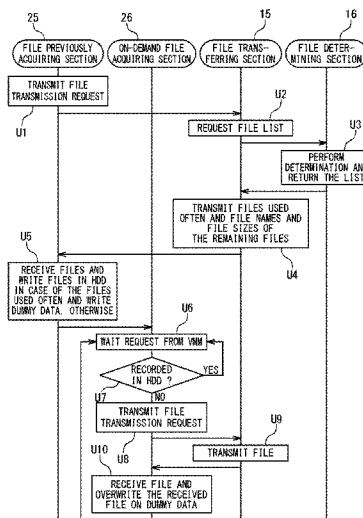 25
26
15
16
FILE PREVIOUSLY
ACQUIRING SECTION
ON-DEMAND FILE
ACQUIRING SECTION
FILE TRANS-
FERRING SECTION
FILE DETER-
MINING SECTION
TRANSMIT FILE
TRANSMISSION REQUEST
U1
U2
REQUEST FILE LIST
U3
PERFORM
DETERMINATION AND
RETURN THE LIST
TRANSMIT FILES USED
OFTEN AND FILE NAMES AND
FILE SIZES OF
THE REMAINING FILES
U4
U5
RECEIVE FILES AND
WRITE FILES IN HDD
IN CASE OF THE FILES
USED OFTEN AND WRITE
DUMMY DATA, OTHERWISE
U6
WAIT REQUEST FROM VMM
RECORDED
IN HDD ?
YES
U7
NO
TRANSMIT FILE
TRANSMISSION REQUEST
U8
U9
TRANSMIT FILE
U10
RECEIVE FILE AND
OVERWRITE THE RECEIVED
FILE ON DUMMY DATA